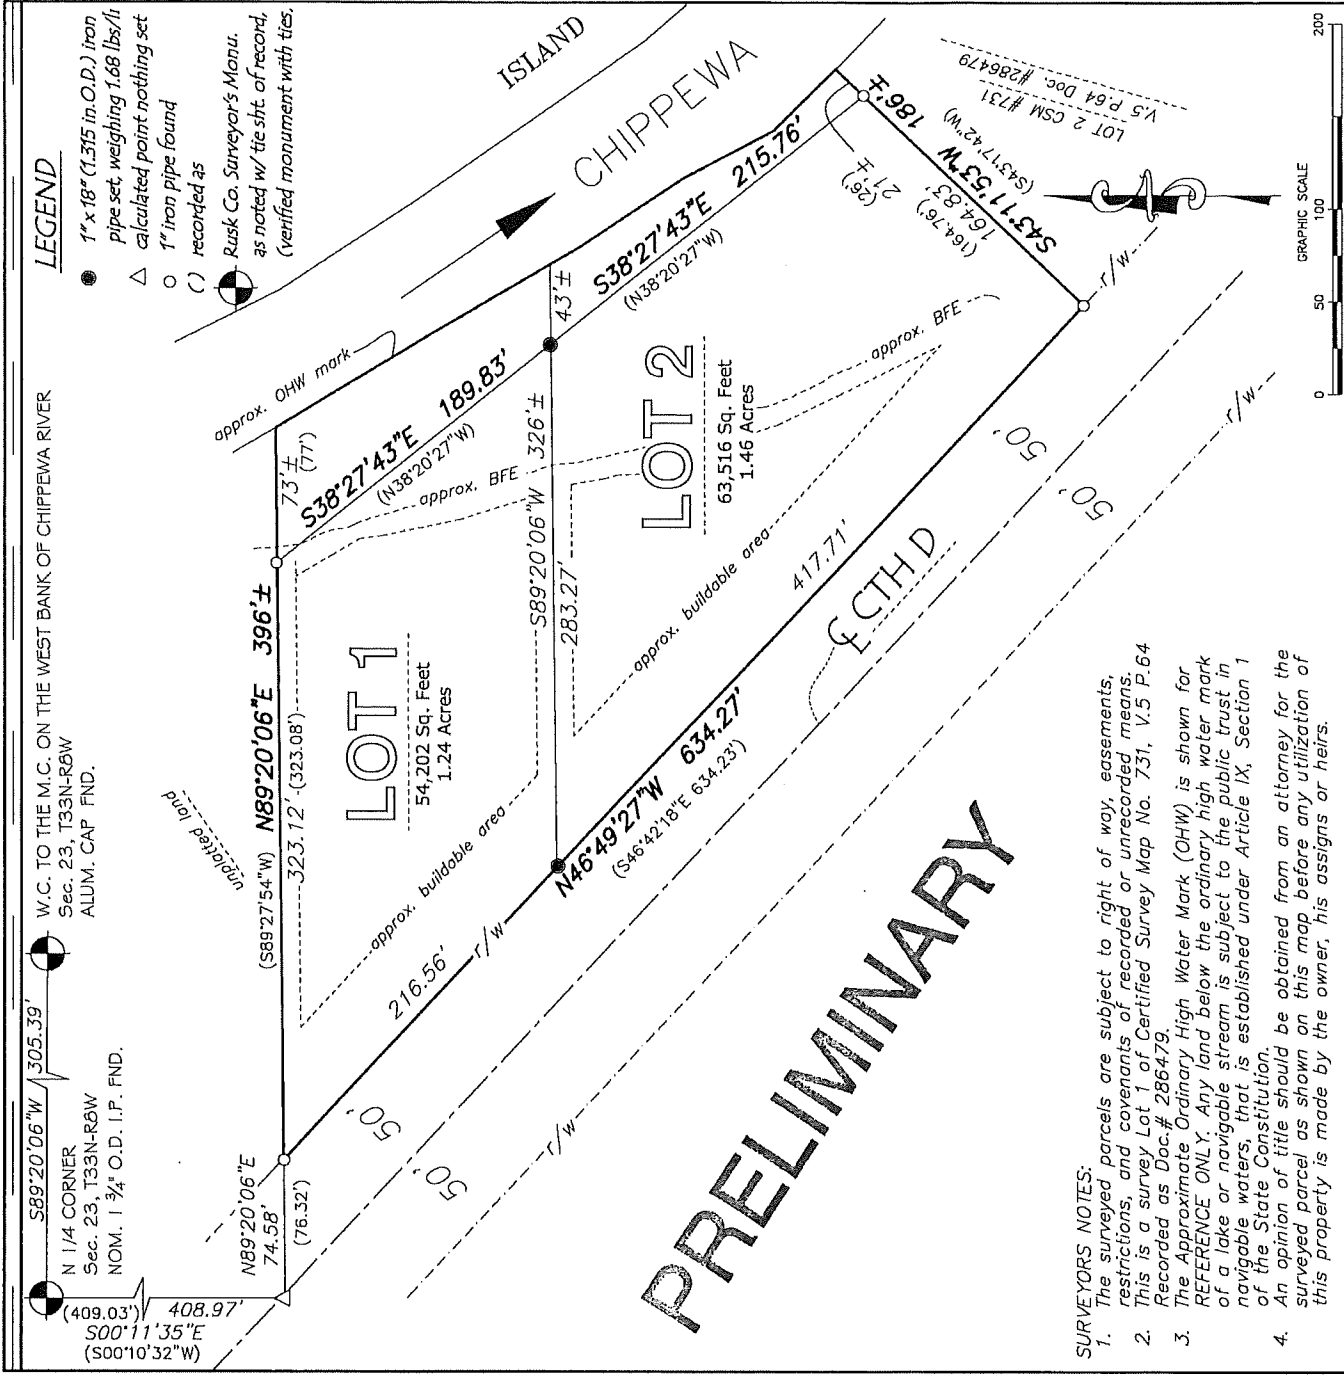 S89°20'06"W 305.39'
N 1/4 CORNER
Sec. 23, T33N-R8W
NOM. 1 3/4" O.D. I.P. FND.
W.C. TO THE M.C. ON THE WEST BANK OF CHIPPEWA RIVER
Sec. 23, T33N-R8W
ALUM. CAP FND.
LEGEND
1" x 18" (1.315 in.O.D.) iron
pipe set, weighing 1.68 lbs/
calculated point nothing set
1" iron pipe found
( ) recorded as
Rusk Co. Surveyor's Monu.
as noted w/ tie sht. of record,
(verified monument with ties.
(409.03')
408.97'
S00°11'35"E
(S00°10'32"W)
N89°20'06"E
74.58'
(76.32')
unplatted land
(S89°27'54"W) N89°20'06"E 396'±
323.12' (323.08')
73'±
(77')
approx. OHW mark
ISLAND
CHIPPEWA
LOT 1
54,202 Sq. Feet
1.24 Acres
approx. buildable area
S38°27'43"E 189.83'
(N38°20'27"W)
approx. BFE
S89°20'06"W 326'±
283.27'
43'±
S38°27'43"E 215.76'
(N38°20'27"W)
LOT 2
63,516 Sq. Feet
1.46 Acres
approx. BFE
approx. buildable area
216.56'
r/w
N46°49'27"W 634.27'
(S46°42'18"E 634.23')
417.71'
186'±
(26')
21'±
S43°11'53"W
(S43°17'42"W)
164.83'
(164.76')
LOT 2 CSM #731
V.5 P.64 Doc. #286479
r/w
50'
50'
r/w
℄ CTH D
50'
50'
r/w
PRELIMINARY
GRAPHIC SCALE
0 50 100 200
SURVEYORS NOTES:
1. The surveyed parcels are subject to right of way, easements,
restrictions, and covenants of recorded or unrecorded means.
2. This is a survey Lot 1 of Certified Survey Map No. 731, V.5 P.64
Recorded as Doc.# 286479.
3. The Approximate Ordinary High Water Mark (OHW) is shown for
REFERENCE ONLY. Any land below the ordinary high water mark
of a lake or navigable stream is subject to the public trust in
navigable waters, that is established under Article IX, Section 1
of the State Constitution.
4. An opinion of title should be obtained from an attorney for the
surveyed parcel as shown on this map before any utilization of
this property is made by the owner, his assigns or heirs.